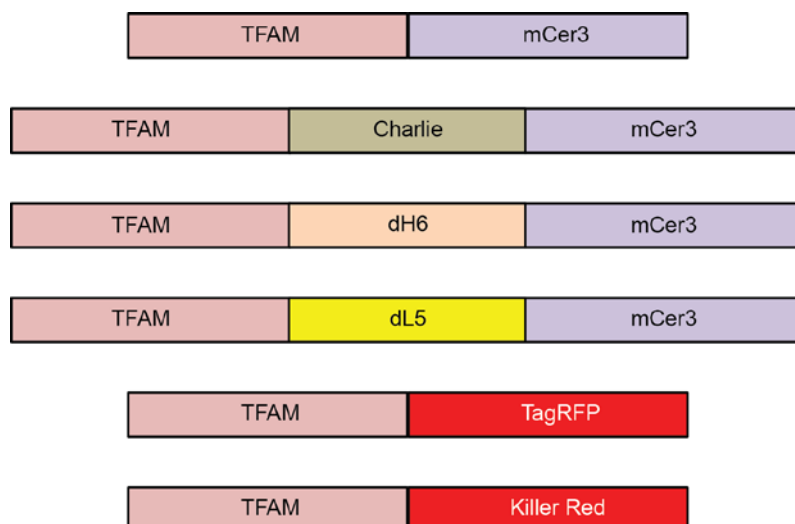 TFAM mCer3
TFAM Charlie mCer3
TFAM dH6 mCer3
TFAM dL5 mCer3
TFAM TagRFP
TFAM Killer Red